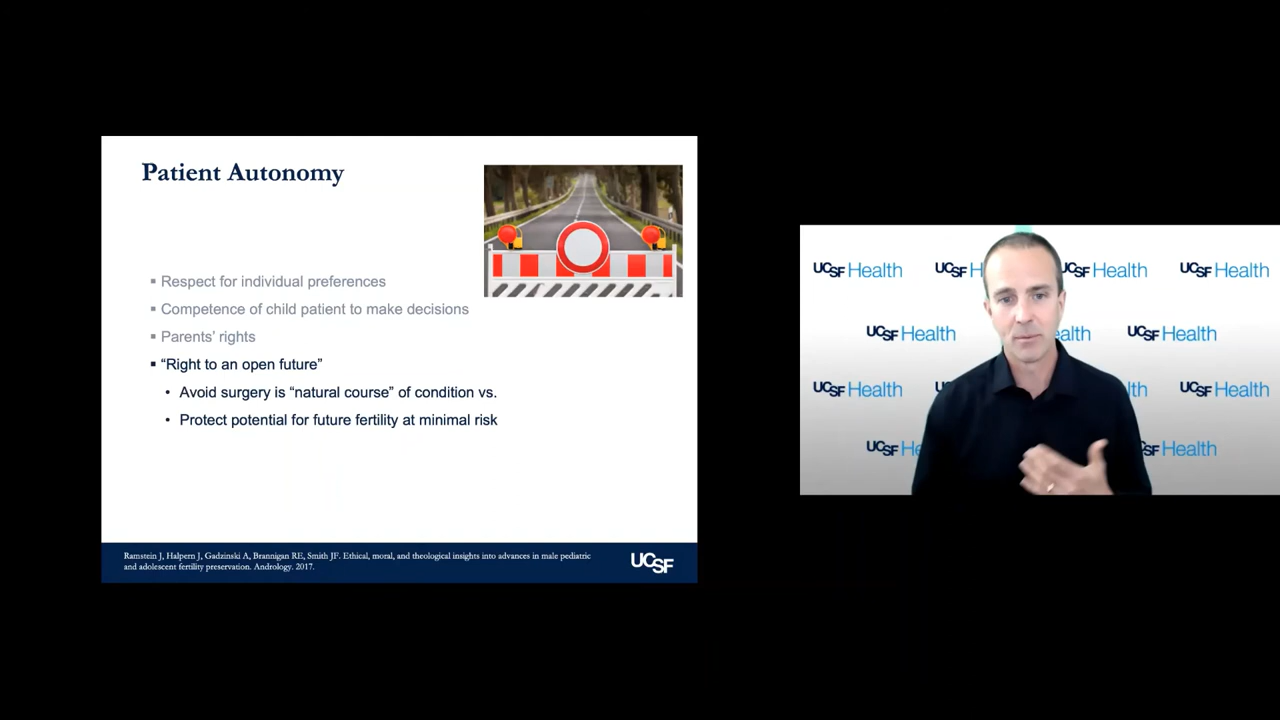 Patient Autonomy
▪ Respect for individual preferences
▪ Competence of child patient to make decisions
▪ Parents' rights
▪ “Right to an open future”
• Avoid surgery is “natural course” of condition vs.
• Protect potential for future fertility at minimal risk
Ramstein J, Halpern J, Gadzinski A, Brannigan RE, Smith JF. Ethical, moral, and theological insights into advances in male pediatric
and adolescent fertility preservation. Andrology. 2017.
UCSF
UCSF Health UCSF H UCSF Health UCSF Health
UCSF Health ealth UCSF Health
UCSF Health UCSF Health
UCSF He SF Health